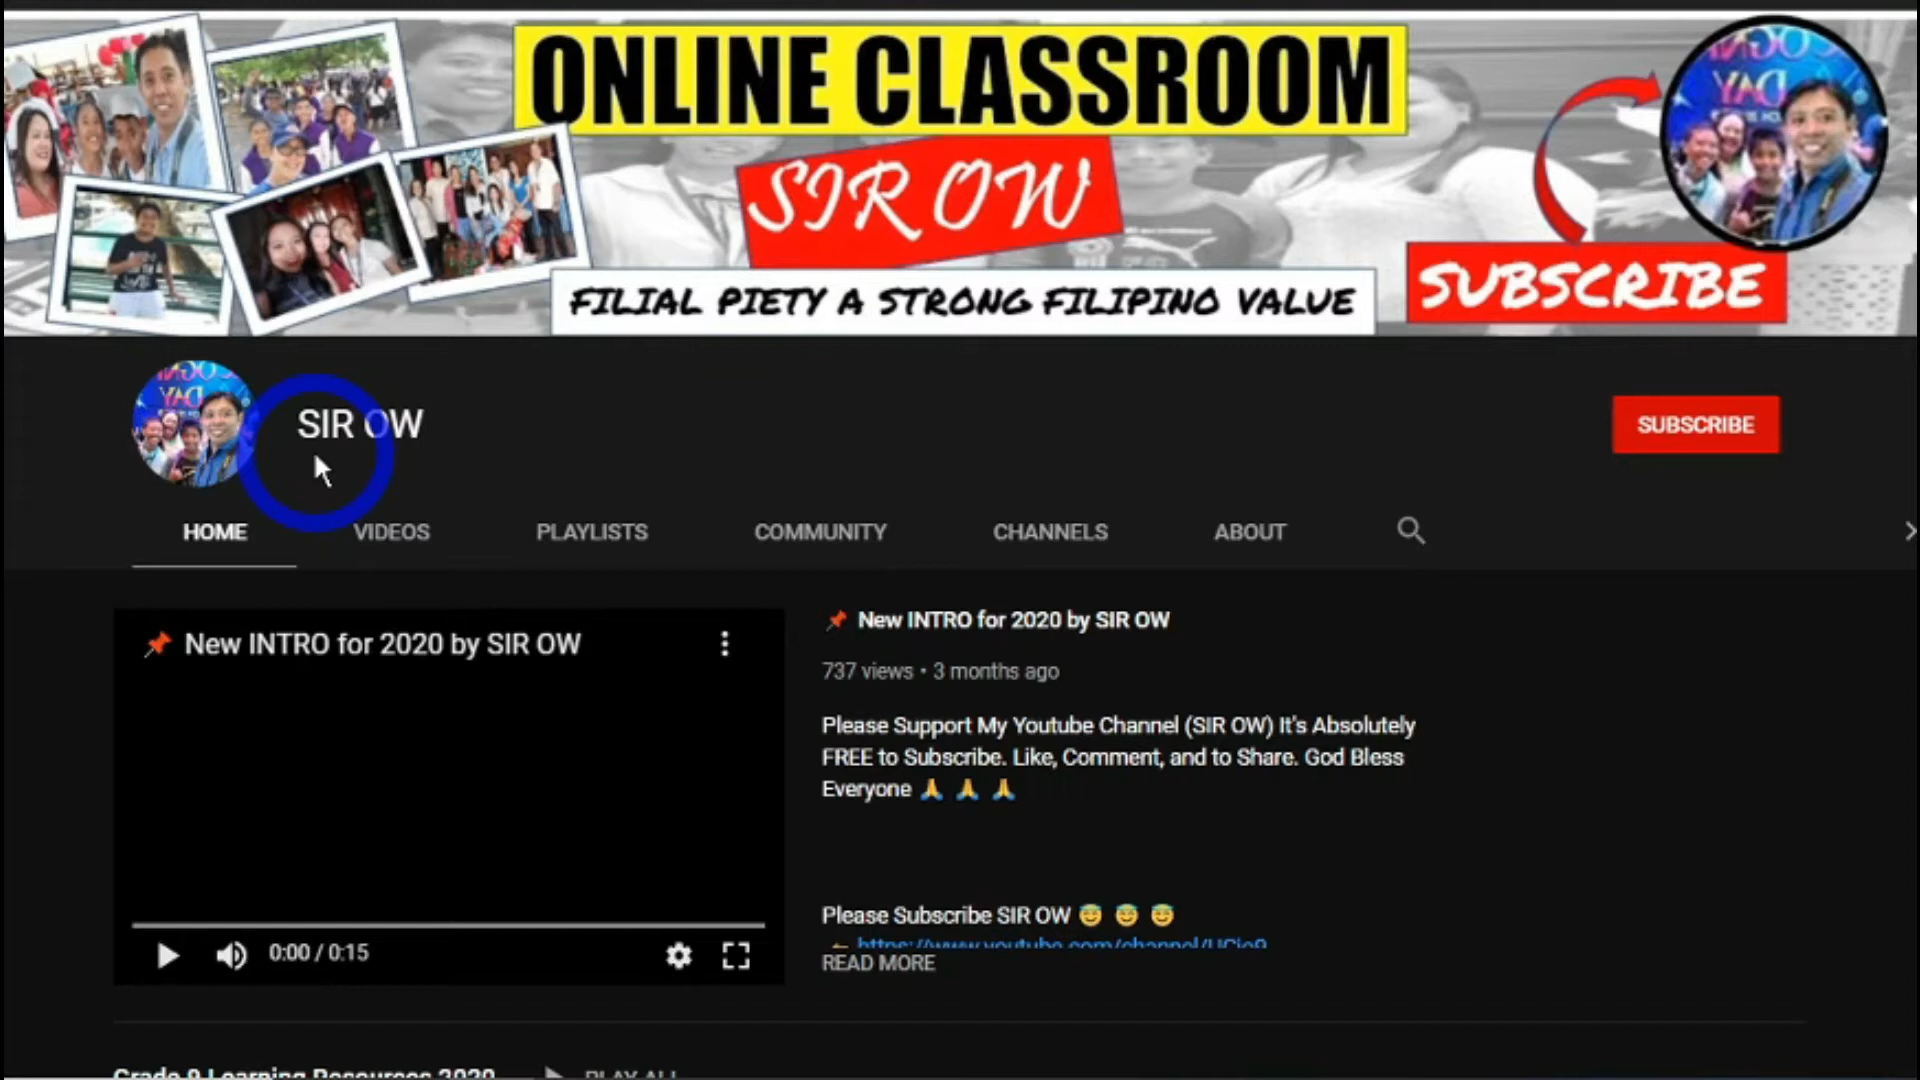 ONLINE CLASSROOM
SIR OW
FILIAL PIETY A STRONG FILIPINO VALUE
SUBSCRIBE
DAY
SIR OW
SUBSCRIBE
HOME VIDEOS PLAYLISTS COMMUNITY CHANNELS ABOUT
📌 New INTRO for 2020 by SIR OW
0:00 / 0:15
📌 New INTRO for 2020 by SIR OW
737 views • 3 months ago
Please Support My Youtube Channel (SIR OW) It's Absolutely
FREE to Subscribe. Like, Comment, and to Share. God Bless
Everyone 🙏 🙏 🙏
Please Subscribe SIR OW 😇 😇 😇
https://www.youtube.com/channel/UCio9
READ MORE
Grade 9 Learning Resources 2020 PLAY ALL